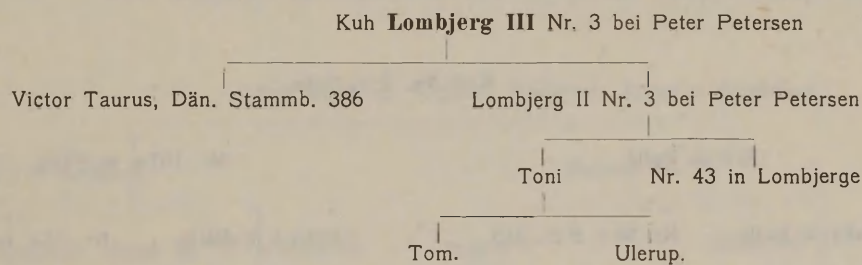 Kuh Lombjerg III Nr. 3 bei Peter Petersen
Victor Taurus, Dän. Stammb. 386 Lombjerg II Nr. 3 bei Peter Petersen
Toni Nr. 43 in Lombjerge
Tom. Ulerup.